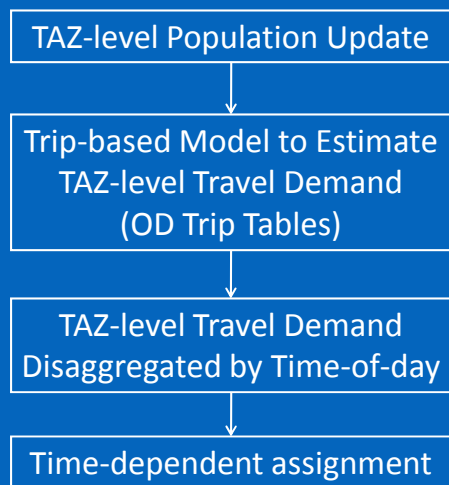 TAZ-level Population Update
Trip-based Model to Estimate
TAZ-level Travel Demand
(OD Trip Tables)
TAZ-level Travel Demand
Disaggregated by Time-of-day
Time-dependent assignment